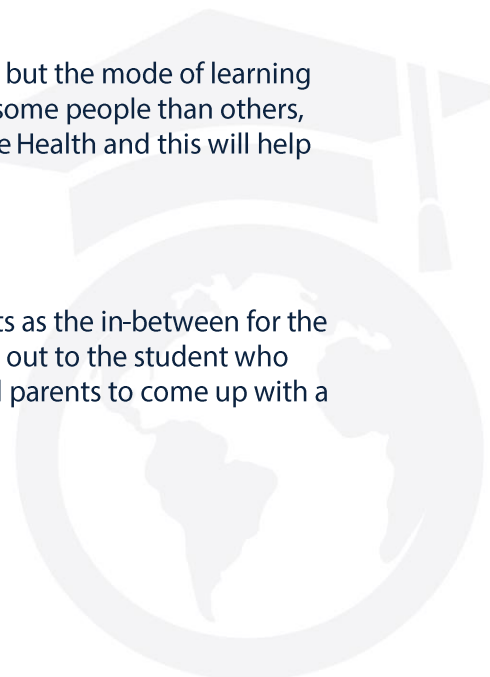 but the mode of learning
some people than others,
e Health and this will help
ts as the in-between for the
out to the student who
l parents to come up with a